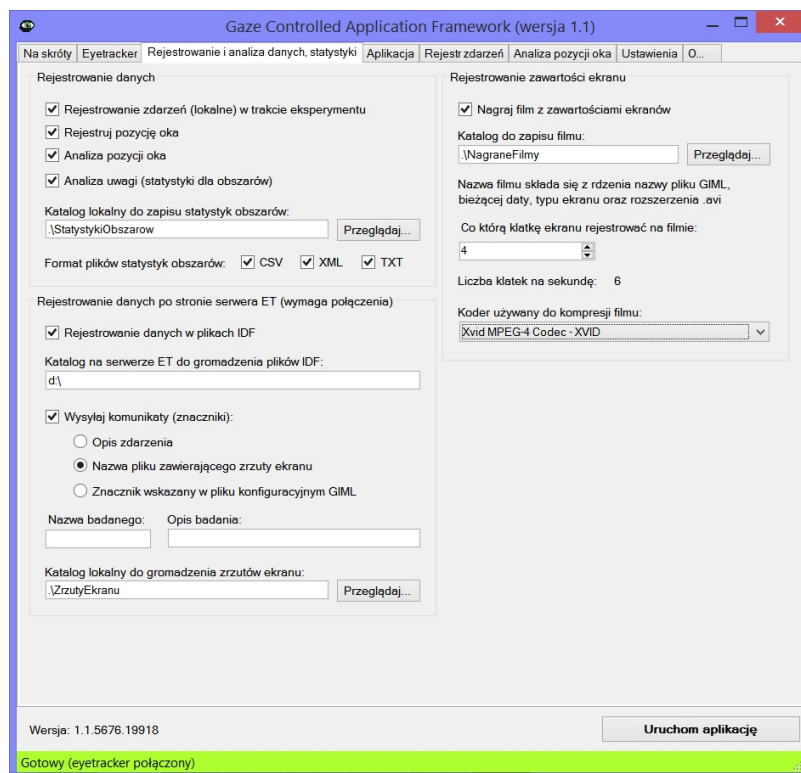 Gaze Controlled Application Framework (wersja 1.1)
Na skróty Eyetracker Rejestrowanie i analiza danych, statystyki Aplikacja Rejestr zdarzeń Analiza pozycji oka Ustawienia O...
Rejestrowanie danych
Rejestrowanie zdarzeń (lokalne) w trakcie eksperymentu
Rejestruj pozycję oka
Analiza pozycji oka
Analiza uwagi (statystyki dla obszarów)
Katalog lokalny do zapisu statystyk obszarów:
.\StatystykiObszarow Przeglądaj...
Format plików statystyk obszarów: CSV XML TXT
Rejestrowanie danych po stronie serwera ET (wymaga połączenia)
Rejestrowanie danych w plikach IDF
Katalog na serwerze ET do gromadzenia plików IDF:
d:\
Wysyłaj komunikaty (znaczniki):
Opis zdarzenia
Nazwa pliku zawierającego zrzuty ekranu
Znacznik wskazany w pliku konfiguracyjnym GIML
Nazwa badanego: Opis badania:
Katalog lokalny do gromadzenia zrzutów ekranu:
.\ZrzutyEkranu Przeglądaj...
Rejestrowanie zawartości ekranu
Nagraj film z zawartościami ekranów
Katalog do zapisu filmu:
.\NagraneFilmy Przeglądaj...
Nazwa filmu składa się z rdzenia nazwy pliku GIML,
bieżącej daty, typu ekranu oraz rozszerzenia .avi
Co którą klatkę ekranu rejestrować na filmie:
4
Liczba klatek na sekundę: 6
Koder używany do kompresji filmu:
Xvid MPEG-4 Codec - XVID
Wersja: 1.1.5676.19918
Uruchom aplikację
Gotowy (eyetracker połączony)